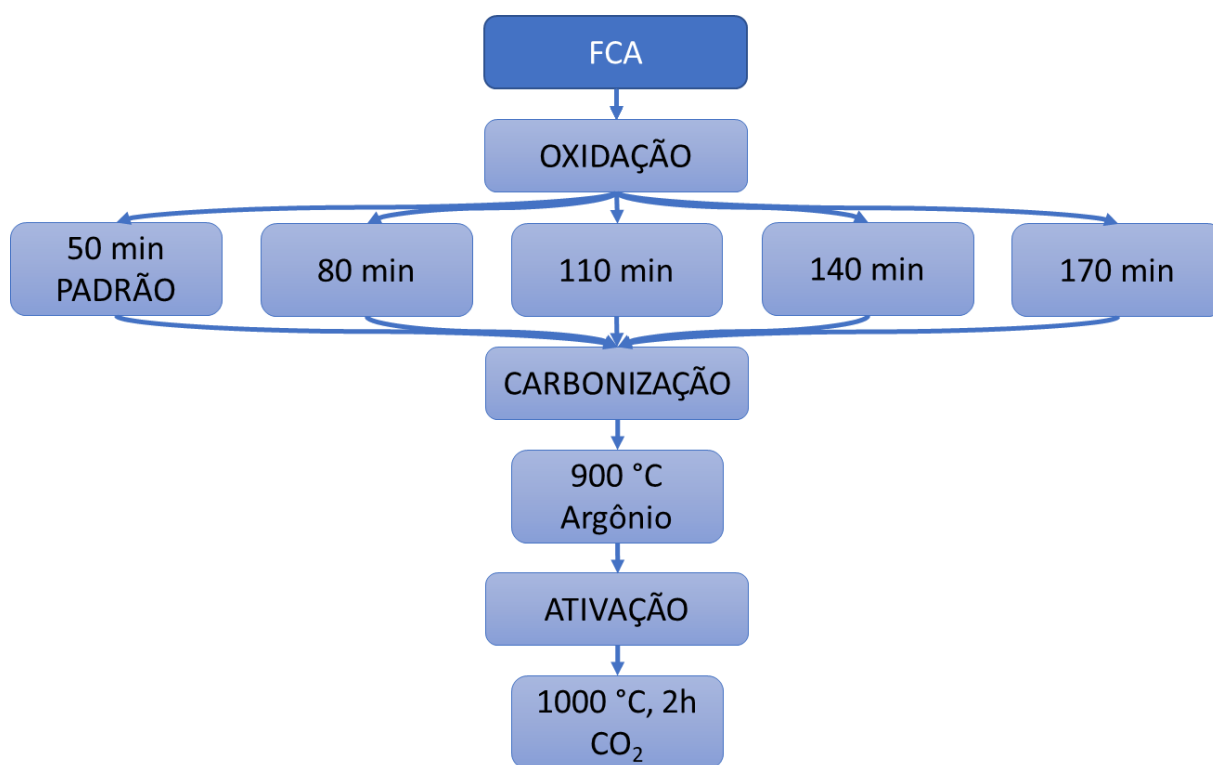 FCA
OXIDAÇÃO
50 min
PADRÃO
80 min
110 min
140 min
170 min
CARBONIZAÇÃO
900 °C
Argônio
ATIVAÇÃO
1000 °C, 2h
CO₂